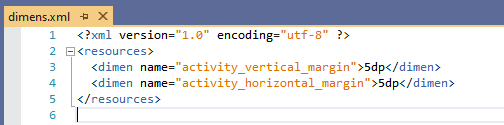 dimens.xml
1 <?xml version="1.0" encoding="utf-8" ?>
2 <resources>
3 <dimen name="activity_vertical_margin">5dp</dimen>
4 <dimen name="activity_horizontal_margin">5dp</dimen>
5 </resources>
6